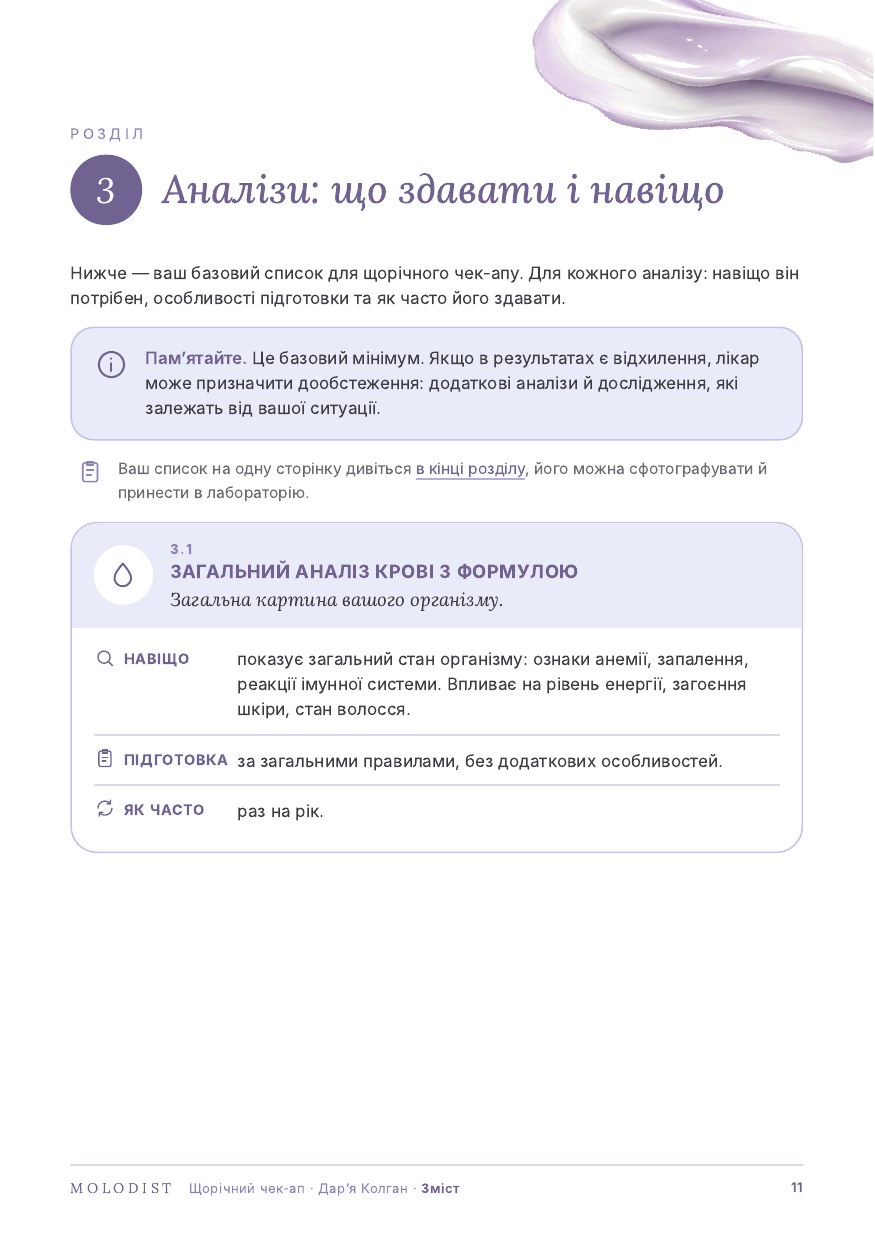 РОЗДІЛ
3 Аналізи: що здавати і навіщо
Нижче — ваш базовий список для щорічного чек-апу. Для кожного аналізу: навіщо він
потрібен, особливості підготовки та як часто його здавати.
Пам’ятайте. Це базовий мінімум. Якщо в результатах є відхилення, лікар
може призначити дообстеження: додаткові аналізи й дослідження, які
залежать від вашої ситуації.
Ваш список на одну сторінку дивіться в кінці розділу, його можна сфотографувати й
принести в лабораторію.
3.1
ЗАГАЛЬНИЙ АНАЛІЗ КРОВІ З ФОРМУЛОЮ
Загальна картина вашого організму.
НАВІЩО показує загальний стан організму: ознаки анемії, запалення,
реакції імунної системи. Впливає на рівень енергії, загоєння
шкіри, стан волосся.
ПІДГОТОВКА за загальними правилами, без додаткових особливостей.
ЯК ЧАСТО раз на рік.
MOLODIST Щорічний чек-ап · Дар’я Колган · Зміст 11